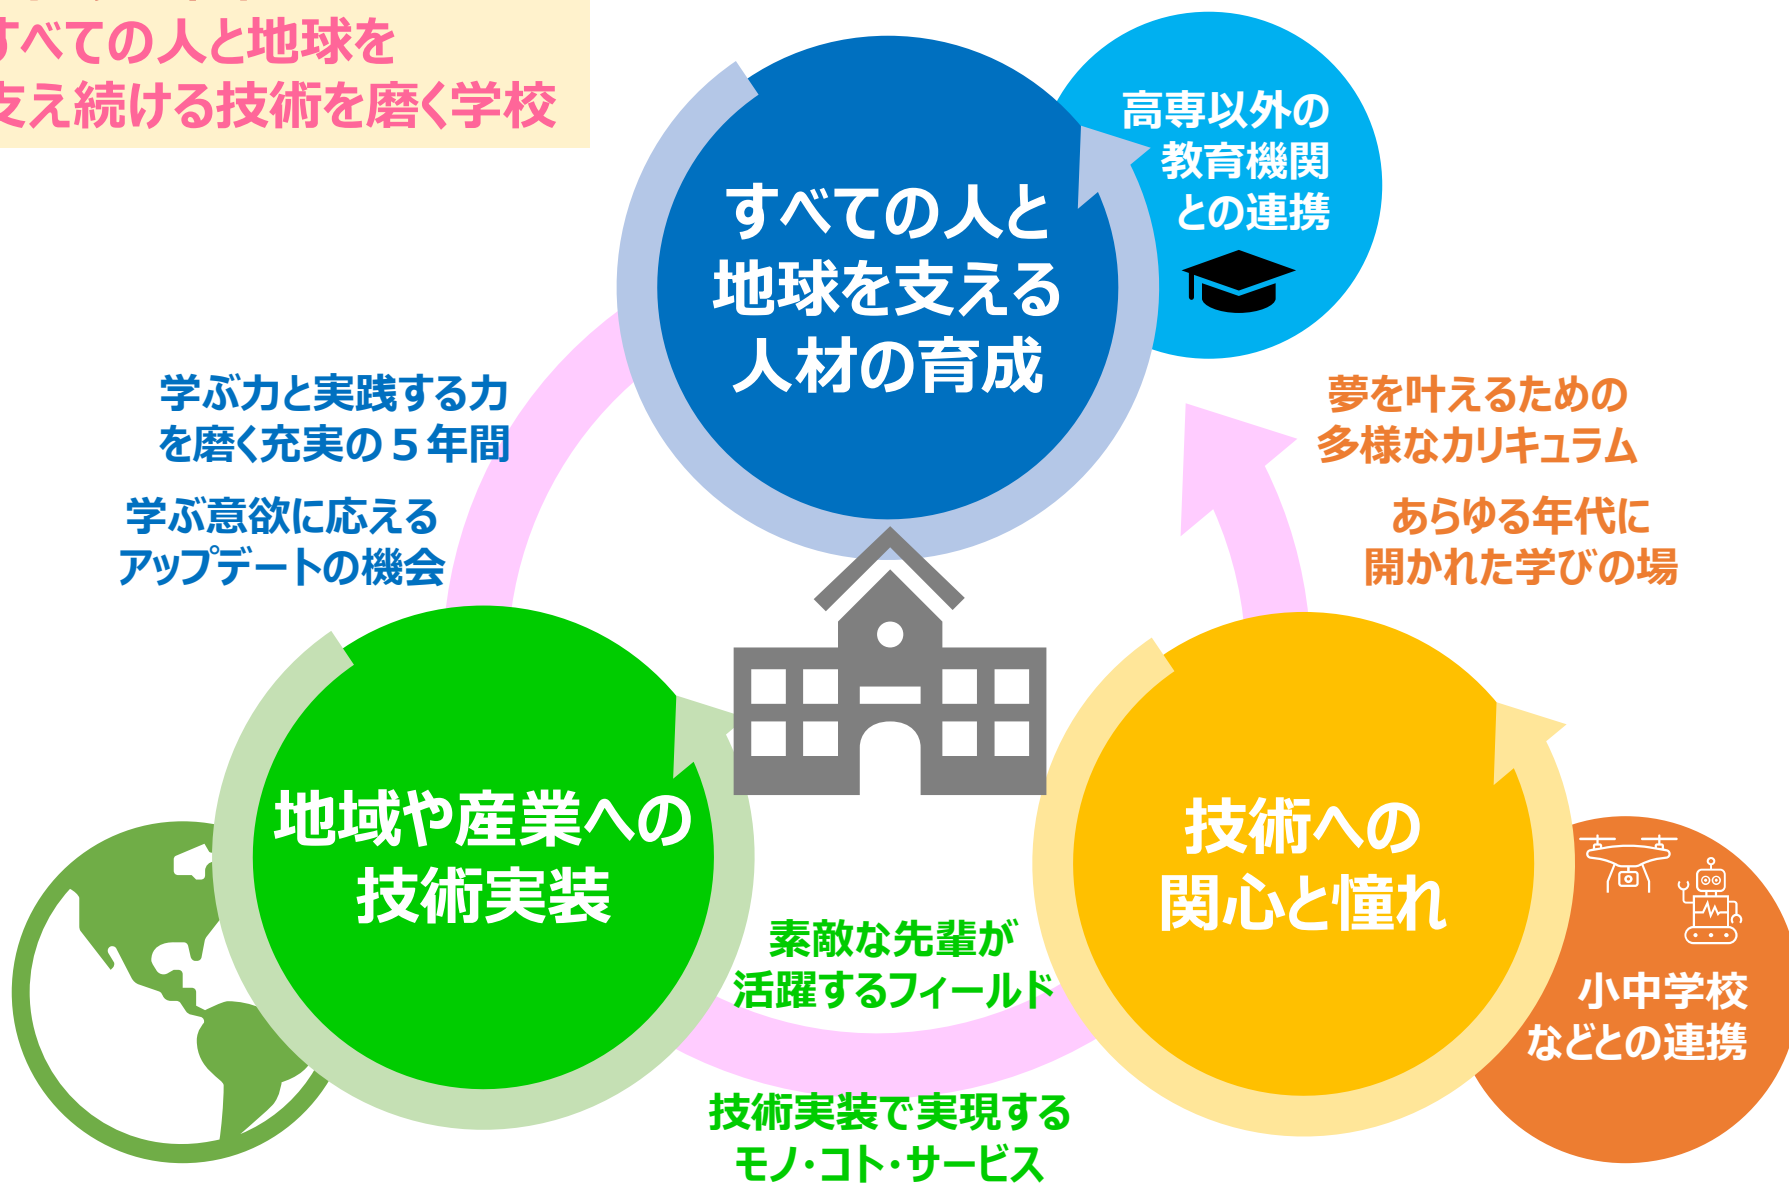 すべての人と地球を
支え続ける技術を磨く学校
高専以外の
教育機関
との連携
すべての人と
地球を支える
人材の育成
学ぶ力と実践する力
を磨く充実の５年間
学ぶ意欲に応える
アップデートの機会
夢を叶えるための
多様なカリキュラム
あらゆる年代に
開かれた学びの場
地域や産業への
技術実装
技術への
関心と憧れ
素敵な先輩が
活躍するフィールド
小中学校
などとの連携
技術実装で実現する
モノ・コト・サービス